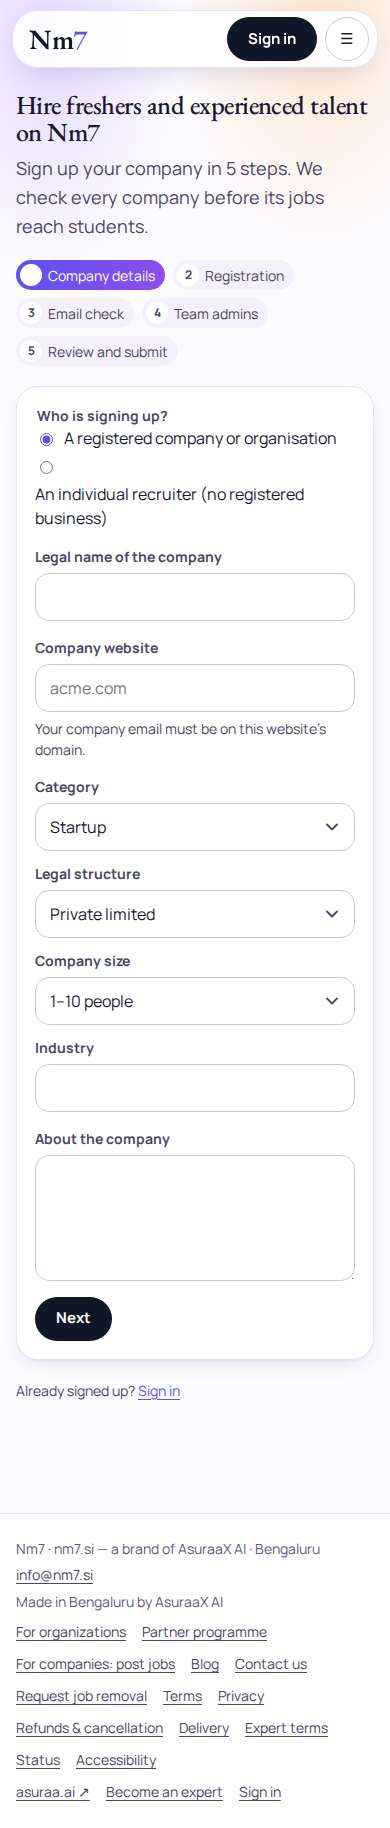 Nm7
Sign in
☰
Hire freshers and experienced talent
on Nm7
Sign up your company in 5 steps. We
check every company before its jobs
reach students.
Company details
2 Registration
3 Email check
4 Team admins
5 Review and submit
Who is signing up?
A registered company or organisation
An individual recruiter (no registered
business)
Legal name of the company
Company website
acme.com
Your company email must be on this website's
domain.
Category
Startup
Legal structure
Private limited
Company size
1–10 people
Industry
About the company
Next
Already signed up? Sign in
Nm7 · nm7.si — a brand of AsuraaX AI · Bengaluru
info@nm7.si
Made in Bengaluru by AsuraaX AI
For organizations Partner programme
For companies: post jobs Blog Contact us
Request job removal Terms Privacy
Refunds & cancellation Delivery Expert terms
Status Accessibility
asuraa.ai ↗ Become an expert Sign in